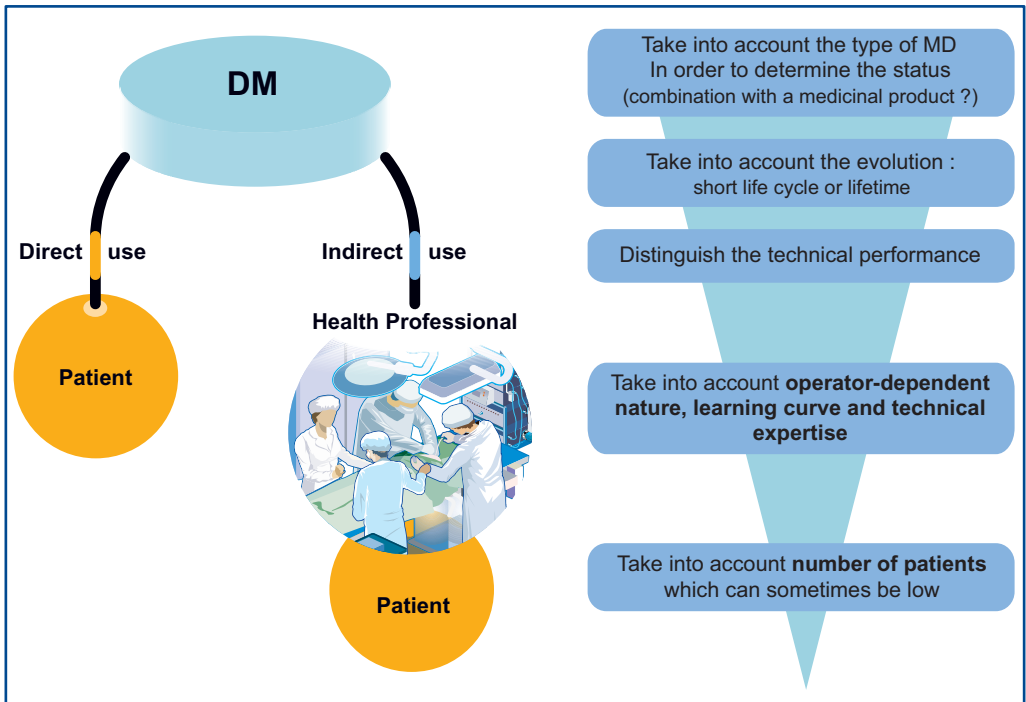 DM
Direct use
Indirect use
Patient
Health Professional
Patient
Take into account the type of MD
In order to determine the status
(combination with a medicinal product ?)
Take into account the evolution :
short life cycle or lifetime
Distinguish the technical performance
Take into account operator-dependent
nature, learning curve and technical
expertise
Take into account number of patients
which can sometimes be low